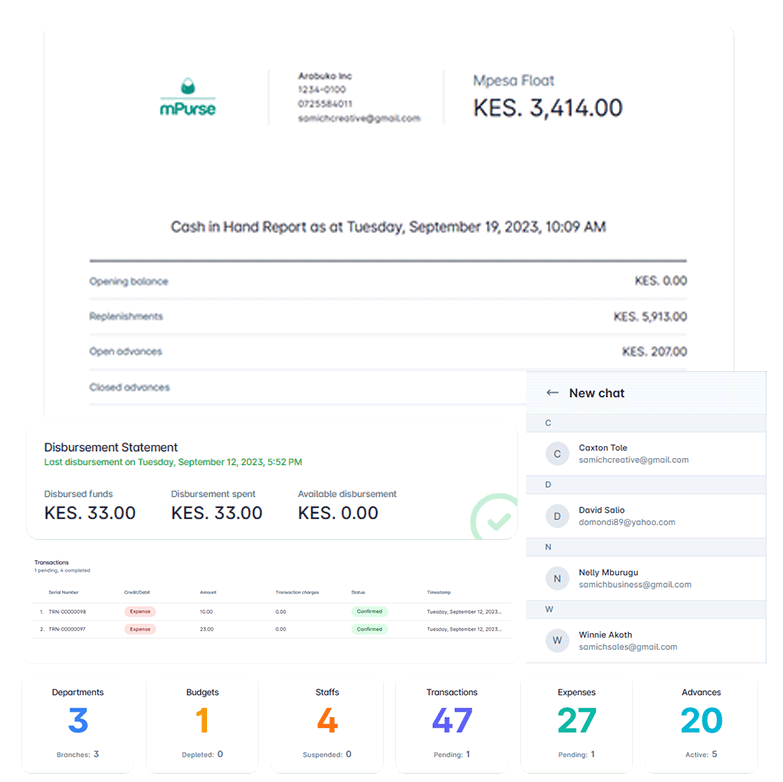 mPurse
Arabuko Inc
1234-0100
0725584011
samichcreative@gmail.com
Mpesa Float
KES. 3,414.00
Cash in Hand Report as at Tuesday, September 19, 2023, 10:09 AM
Opening balance KES. 0.00
Replenishments KES. 5,913.00
Open advances KES. 207.00
Closed advances
Disbursement Statement
Last disbursement on Tuesday, September 12, 2023, 5:52 PM
Disbursed funds Disbursement spent Available disbursement
KES. 33.00 KES. 33.00 KES. 0.00
Transactions
1 pending, 4 completed
Serial Number Credit/Debit Amount Transaction charges Status Timestamp
1. TRN-00000098 Expense 10.00 0.00 Confirmed Tuesday, September 12, 2023...
2. TRN-00000097 Expense 23.00 0.00 Confirmed Tuesday, September 12, 2023...
← New chat
C
C Caxton Tole
samichcreative@gmail.com
D
D David Salio
domondi89@yahoo.com
N
N Nelly Mburugu
samichbusiness@gmail.com
W
W Winnie Akoth
samichsales@gmail.com
Departments Budgets Staffs Transactions Expenses Advances
3 1 4 47 27 20
Branches: 3 Depleted: 0 Suspended: 0 Pending: 1 Pending: 1 Active: 5